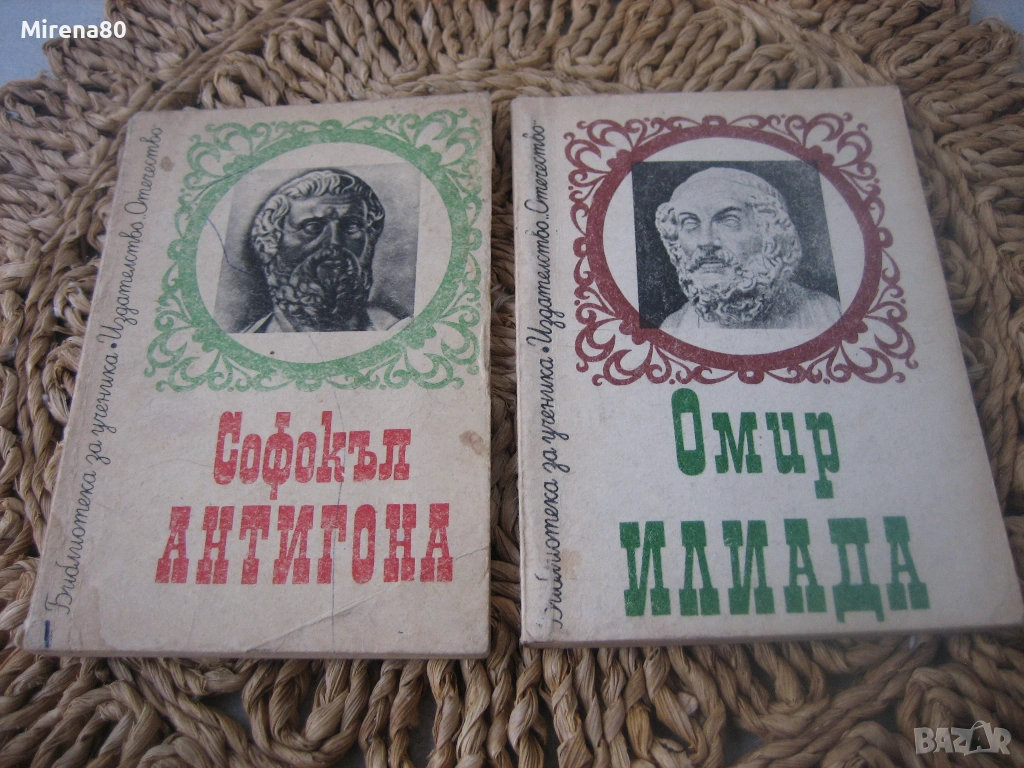 Mirena80
Библиотека за ученика • Издателство „Отечество“
Софокъл
АНТИГОНА
Библиотека за ученика • Издателство „Отечество“
Омир
ИЛИАДА
BAZAR